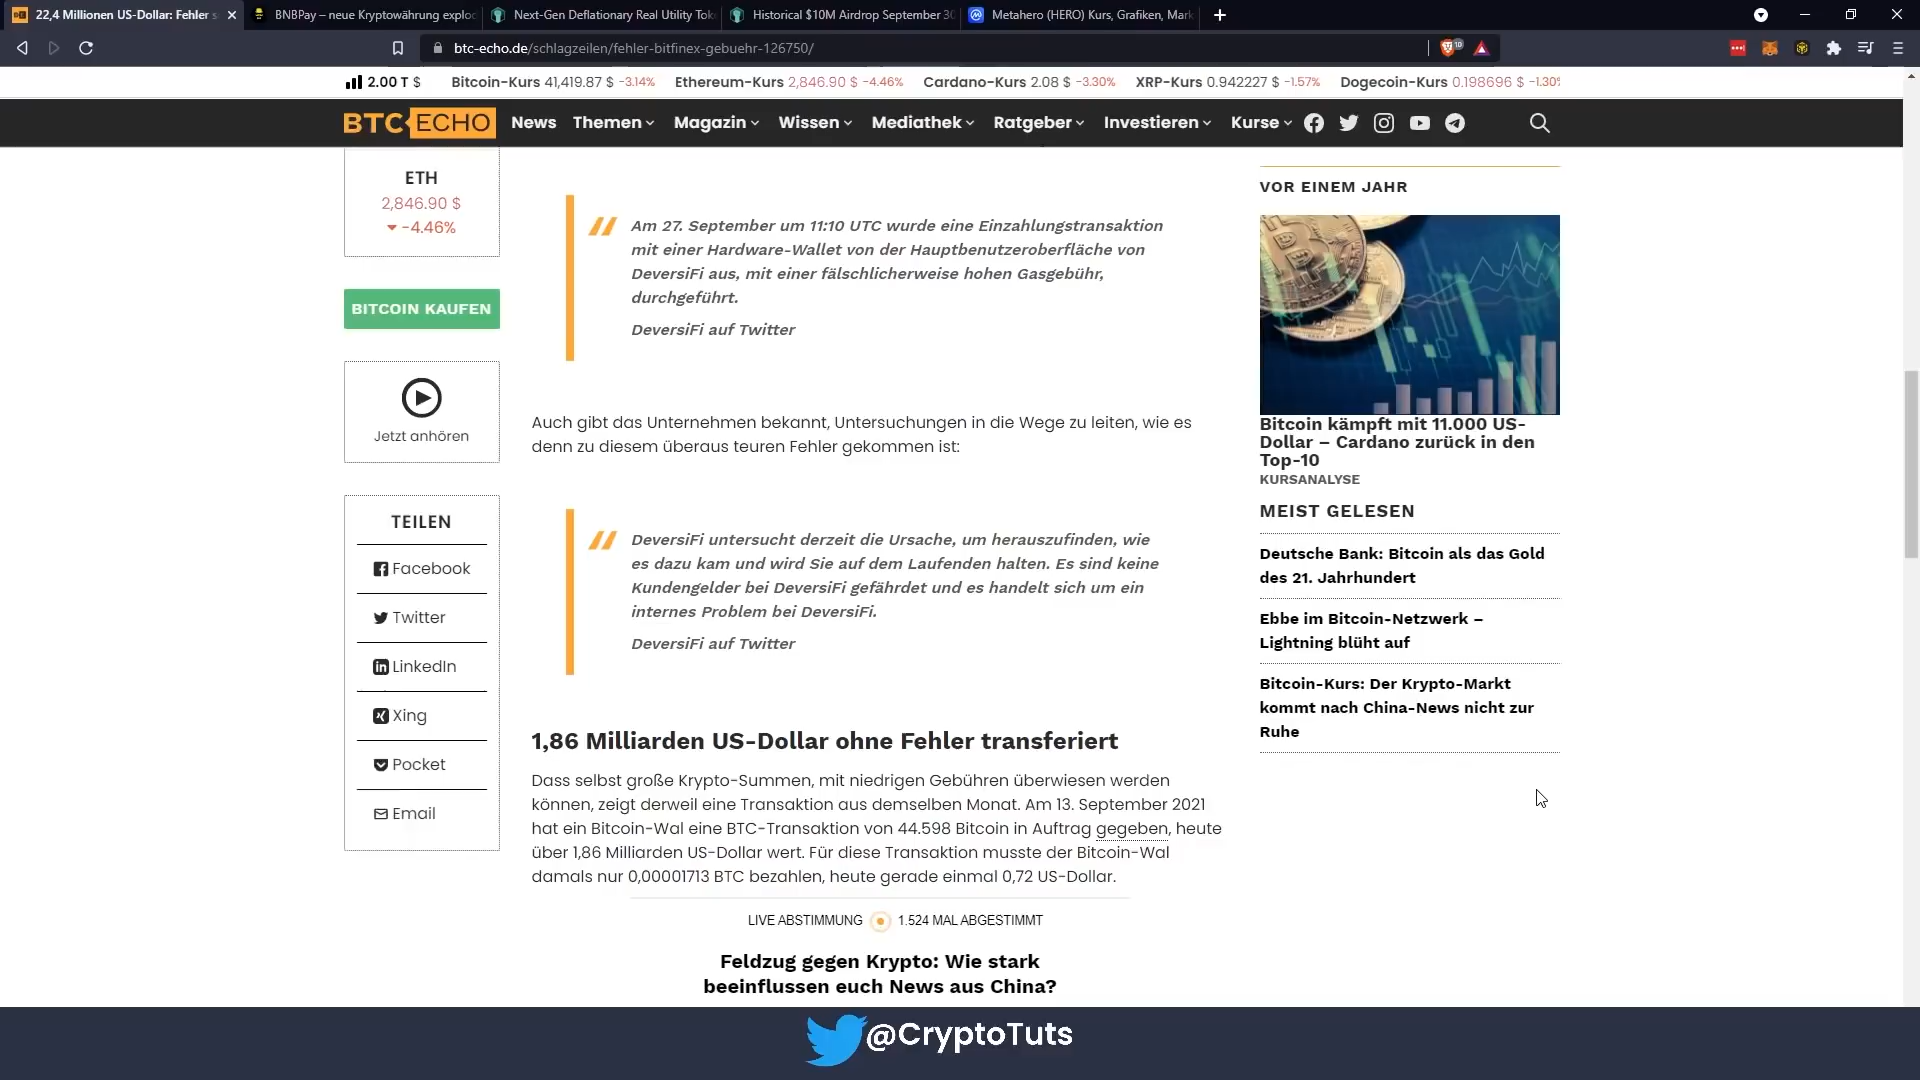 22,4 Millionen US-Dollar: Fehler
BNBPay – neue Kryptowährung explo
Next-Gen Deflationary Real Utility Tok
Historical $10M Airdrop September 30
Metahero (HERO) Kurs, Grafiken, Mark
btc-echo.de/schlagzeilen/fehler-bitfinex-gebuehr-126750/
2.00 T $
Bitcoin-Kurs 41,419.87 $ -3.14%
Ethereum-Kurs 2,846.90 $ -4.46%
Cardano-Kurs 2.08 $ -3.30%
XRP-Kurs 0.942227 $ -1.57%
Dogecoin-Kurs 0.198696 $ -1.30%
BTC ECHO
News
Themen
Magazin
Wissen
Mediathek
Ratgeber
Investieren
Kurse
ETH
2,846.90 $
-4.46%
BITCOIN KAUFEN
Jetzt anhören
TEILEN
Facebook
Twitter
LinkedIn
Xing
Pocket
Email
Am 27. September um 11:10 UTC wurde eine Einzahlungstransaktion
mit einer Hardware-Wallet von der Hauptbenutzeroberfläche von
DeversiFi aus, mit einer fälschlicherweise hohen Gasgebühr,
durchgeführt.
DeversiFi auf Twitter
Auch gibt das Unternehmen bekannt, Untersuchungen in die Wege zu leiten, wie es
denn zu diesem überaus teuren Fehler gekommen ist:
DeversiFi untersucht derzeit die Ursache, um herauszufinden, wie
es dazu kam und wird Sie auf dem Laufenden halten. Es sind keine
Kundengelder bei DeversiFi gefährdet und es handelt sich um ein
internes Problem bei DeversiFi.
DeversiFi auf Twitter
1,86 Milliarden US-Dollar ohne Fehler transferiert
Dass selbst große Krypto-Summen, mit niedrigen Gebühren überwiesen werden
können, zeigt derweil eine Transaktion aus demselben Monat. Am 13. September 2021
hat ein Bitcoin-Wal eine BTC-Transaktion von 44.598 Bitcoin in Auftrag gegeben, heute
über 1,86 Milliarden US-Dollar wert. Für diese Transaktion musste der Bitcoin-Wal
damals nur 0,00001713 BTC bezahlen, heute gerade einmal 0,72 US-Dollar.
LIVE ABSTIMMUNG 1.524 MAL ABGESTIMMT
Feldzug gegen Krypto: Wie stark
beeinflussen euch News aus China?
VOR EINEM JAHR
Bitcoin kämpft mit 11.000 US-
Dollar – Cardano zurück in den
Top-10
KURSANALYSE
MEIST GELESEN
Deutsche Bank: Bitcoin als das Gold
des 21. Jahrhundert
Ebbe im Bitcoin-Netzwerk –
Lightning blüht auf
Bitcoin-Kurs: Der Krypto-Markt
kommt nach China-News nicht zur
Ruhe
@CryptoTuts